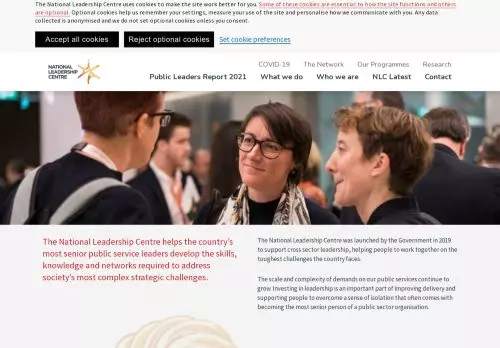 The National Leadership Centre uses cookies to make the site work better for you. Some of these cookies are essential to how the site functions and others
are optional. Optional cookies help us remember your settings, measure your use of the site and personalise how we communicate with you. Any data
collected is anonymised and we do not set optional cookies unless you consent.
Accept all cookies
Reject optional cookies
Set cookie preferences
NATIONAL
LEADERSHIP
CENTRE
COVID-19
The Network
Our Programmes
Research
Public Leaders Report 2021
What we do
Who we are
NLC Latest
Contact
The National Leadership Centre helps the country's
most senior public service leaders develop the skills,
knowledge and networks required to address
society's most complex strategic challenges.
The National Leadership Centre was launched by the Government in 2019
to support cross sector leadership, helping people to work together on the
toughest challenges the country faces.
The scale and complexity of demands on our public services continue to
grow. Investing in leadership is an important part of improving delivery and
supporting people to overcome a sense of isolation that often comes with
becoming the most senior person of a public sector organisation.